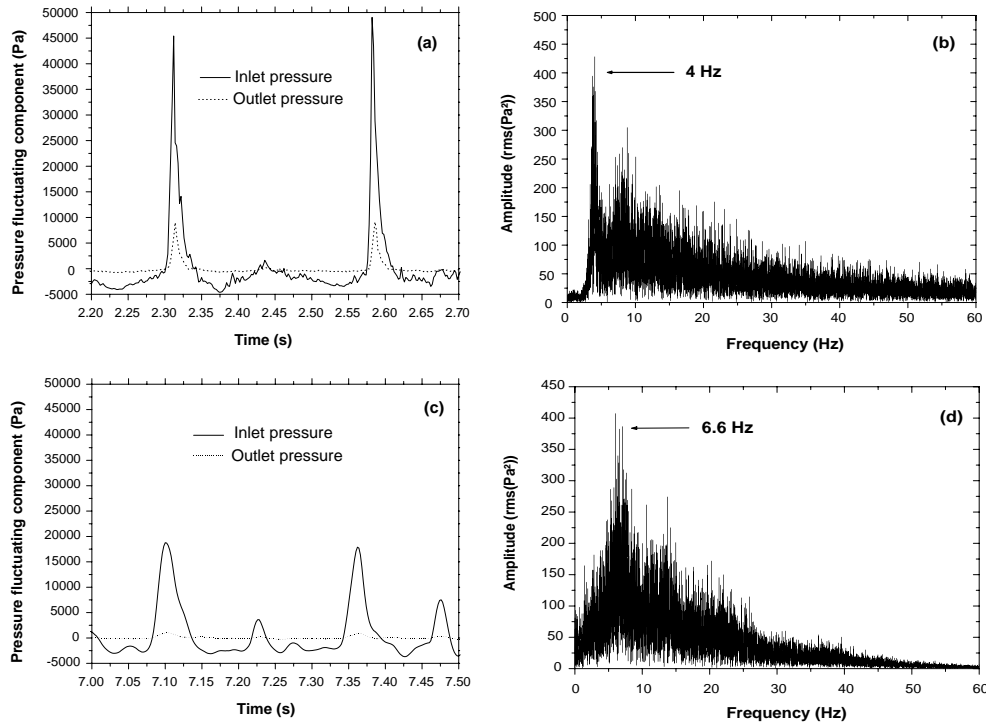 Pressure fluctuating component (Pa)
50000
45000
40000
35000
30000
25000
20000
15000
10000
5000
0
-5000
(a)
Inlet pressure
Outlet pressure
2.20 2.25 2.30 2.35 2.40 2.45 2.50 2.55 2.60 2.65 2.70
Time (s)
Amplitude (rms(Pa²))
500
450
400
350
300
250
200
150
100
50
0
(b)
4 Hz
0 10 20 30 40 50 60
Frequency (Hz)
Pressure fluctuating component (Pa)
50000
45000
40000
35000
30000
25000
20000
15000
10000
5000
0
-5000
(c)
Inlet pressure
Outlet pressure
7.00 7.05 7.10 7.15 7.20 7.25 7.30 7.35 7.40 7.45 7.50
Time (s)
Amplitude (rms(Pa²))
450
400
350
300
250
200
150
100
50
0
(d)
6.6 Hz
0 10 20 30 40 50 60
Frequency (Hz)